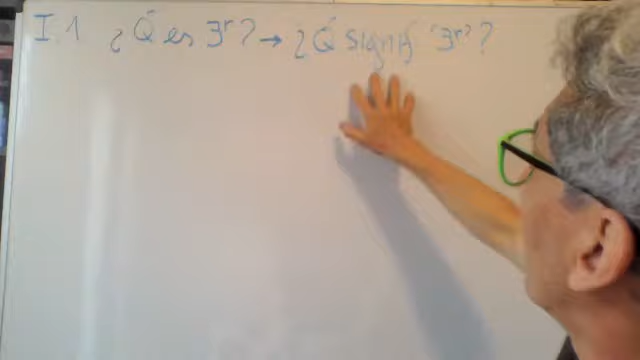 I.1 ¿Q́ es ∃ʳ? → ¿Q́ signif '∃ʳ'?